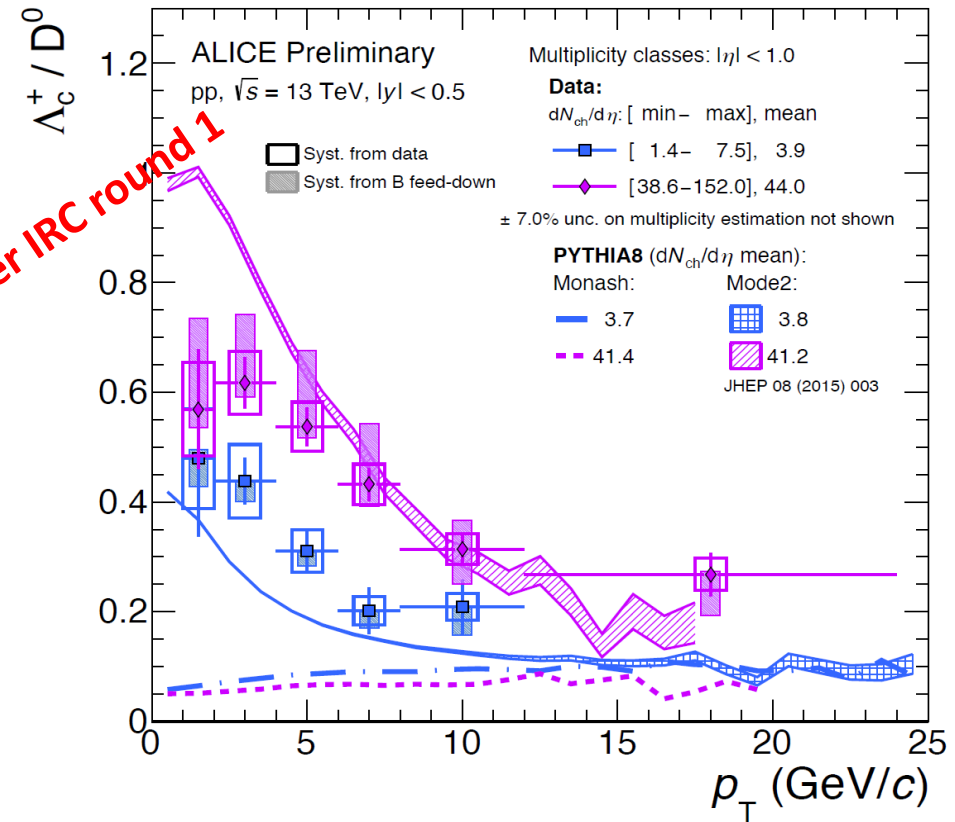 Λc+ / D0
ALICE Preliminary
pp, √s = 13 TeV, |y| < 0.5
er IRC round 1
Syst. from data
Syst. from B feed-down
Multiplicity classes: |η| < 1.0
Data:
dNch/dη: [ min− max], mean
[ 1.4− 7.5], 3.9
[38.6−152.0], 44.0
± 7.0% unc. on multiplicity estimation not shown
PYTHIA8 (dNch/dη mean):
Monash: Mode2:
3.7 3.8
41.4 41.2
JHEP 08 (2015) 003
1.2
1
0.8
0.6
0.4
0.2
0
0 5 10 15 20 25
pT (GeV/c)